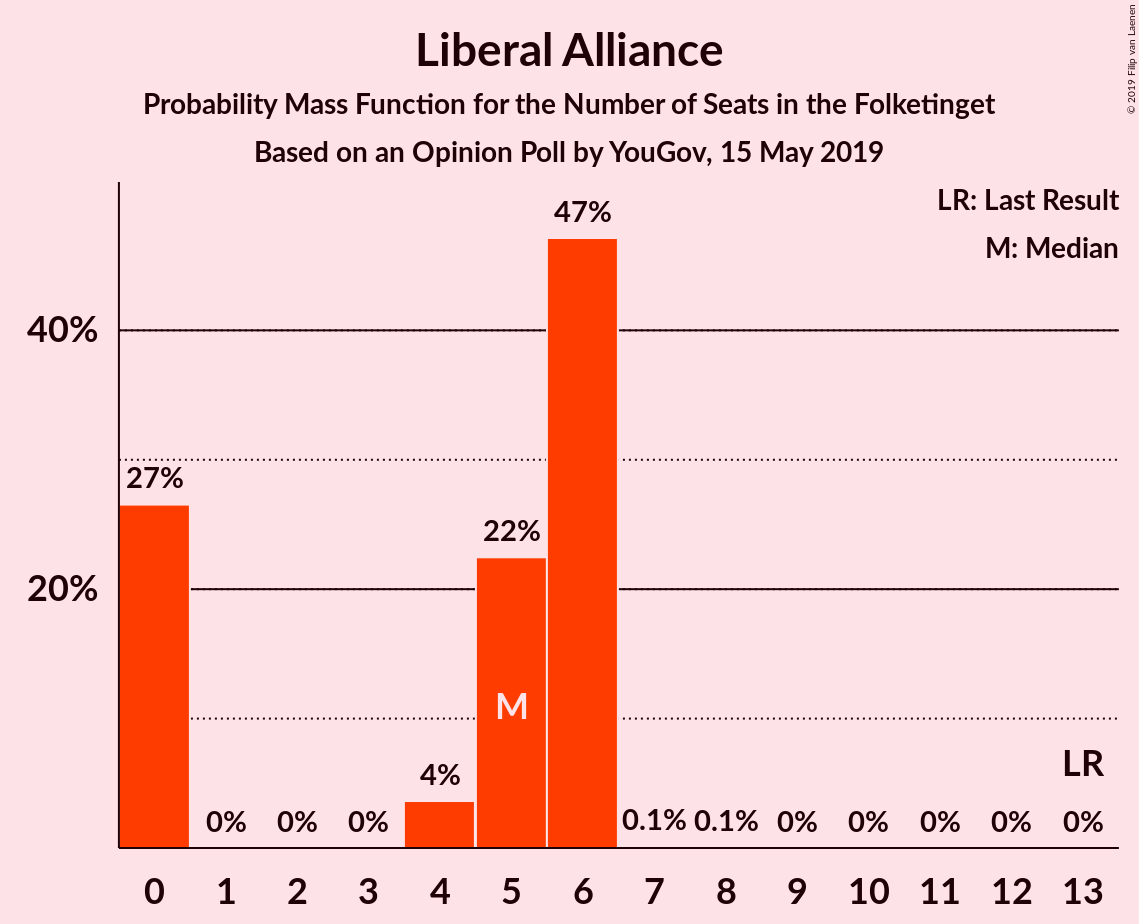 Liberal Alliance
Probability Mass Function for the Number of Seats in the Folketinget
Based on an Opinion Poll by YouGov, 15 May 2019
© 2019 Filip van Laenen
LR: Last Result
M: Median
47%
40%
27%
22%
20%
M
LR
4%
0% 0% 0% 0.1% 0.1% 0% 0% 0% 0% 0%
0 1 2 3 4 5 6 7 8 9 10 11 12 13